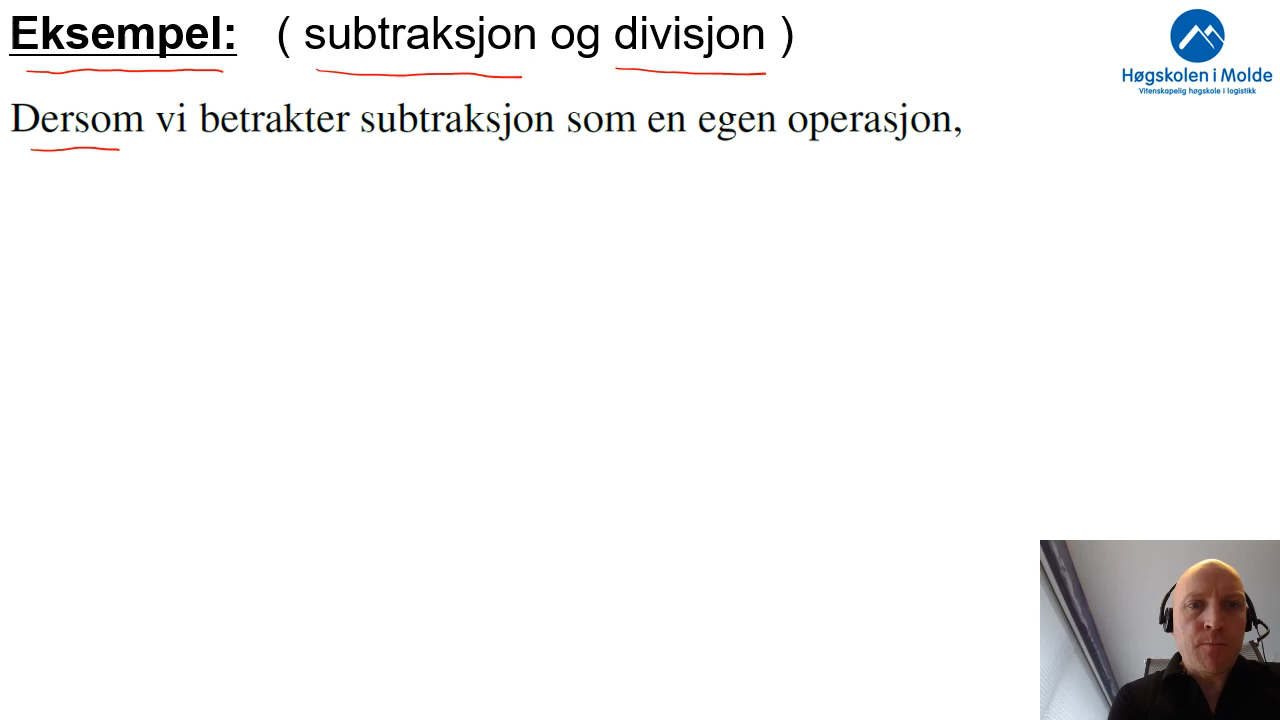 Eksempel: ( subtraksjon og divisjon )
Høgskolen i Molde
Vitenskapelig høgskole i logistikk
Dersom vi betrakter subtraksjon som en egen operasjon,